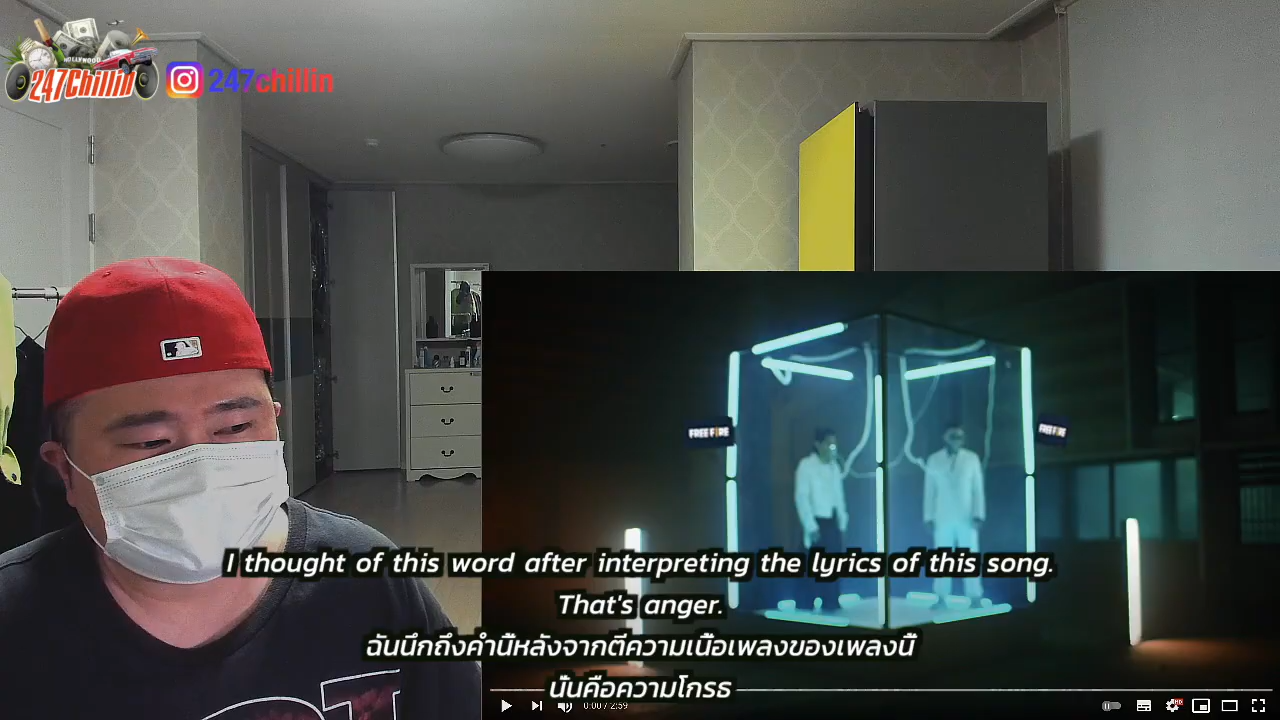 HOLLYWOOD
247Chillin
247chillin
FREE FIRE
FREE FIRE
I thought of this word after interpreting the lyrics of this song.
That's anger.
ฉันนึกถึงคำนี้หลังจากตีความเนื้อเพลงของเพลงนี้
นั่นคือความโกรธ
0:00 / 2:59